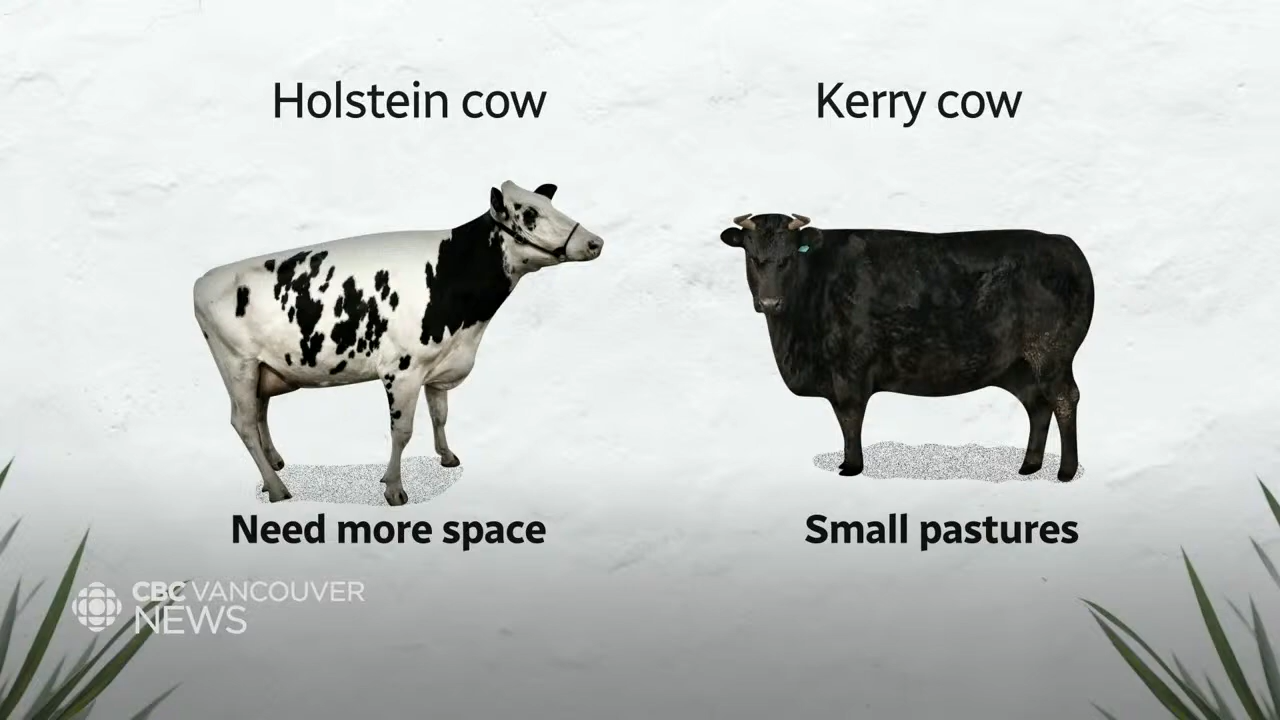 Holstein cow
Kerry cow
Need more space
Small pastures
CBC VANCOUVER
NEWS